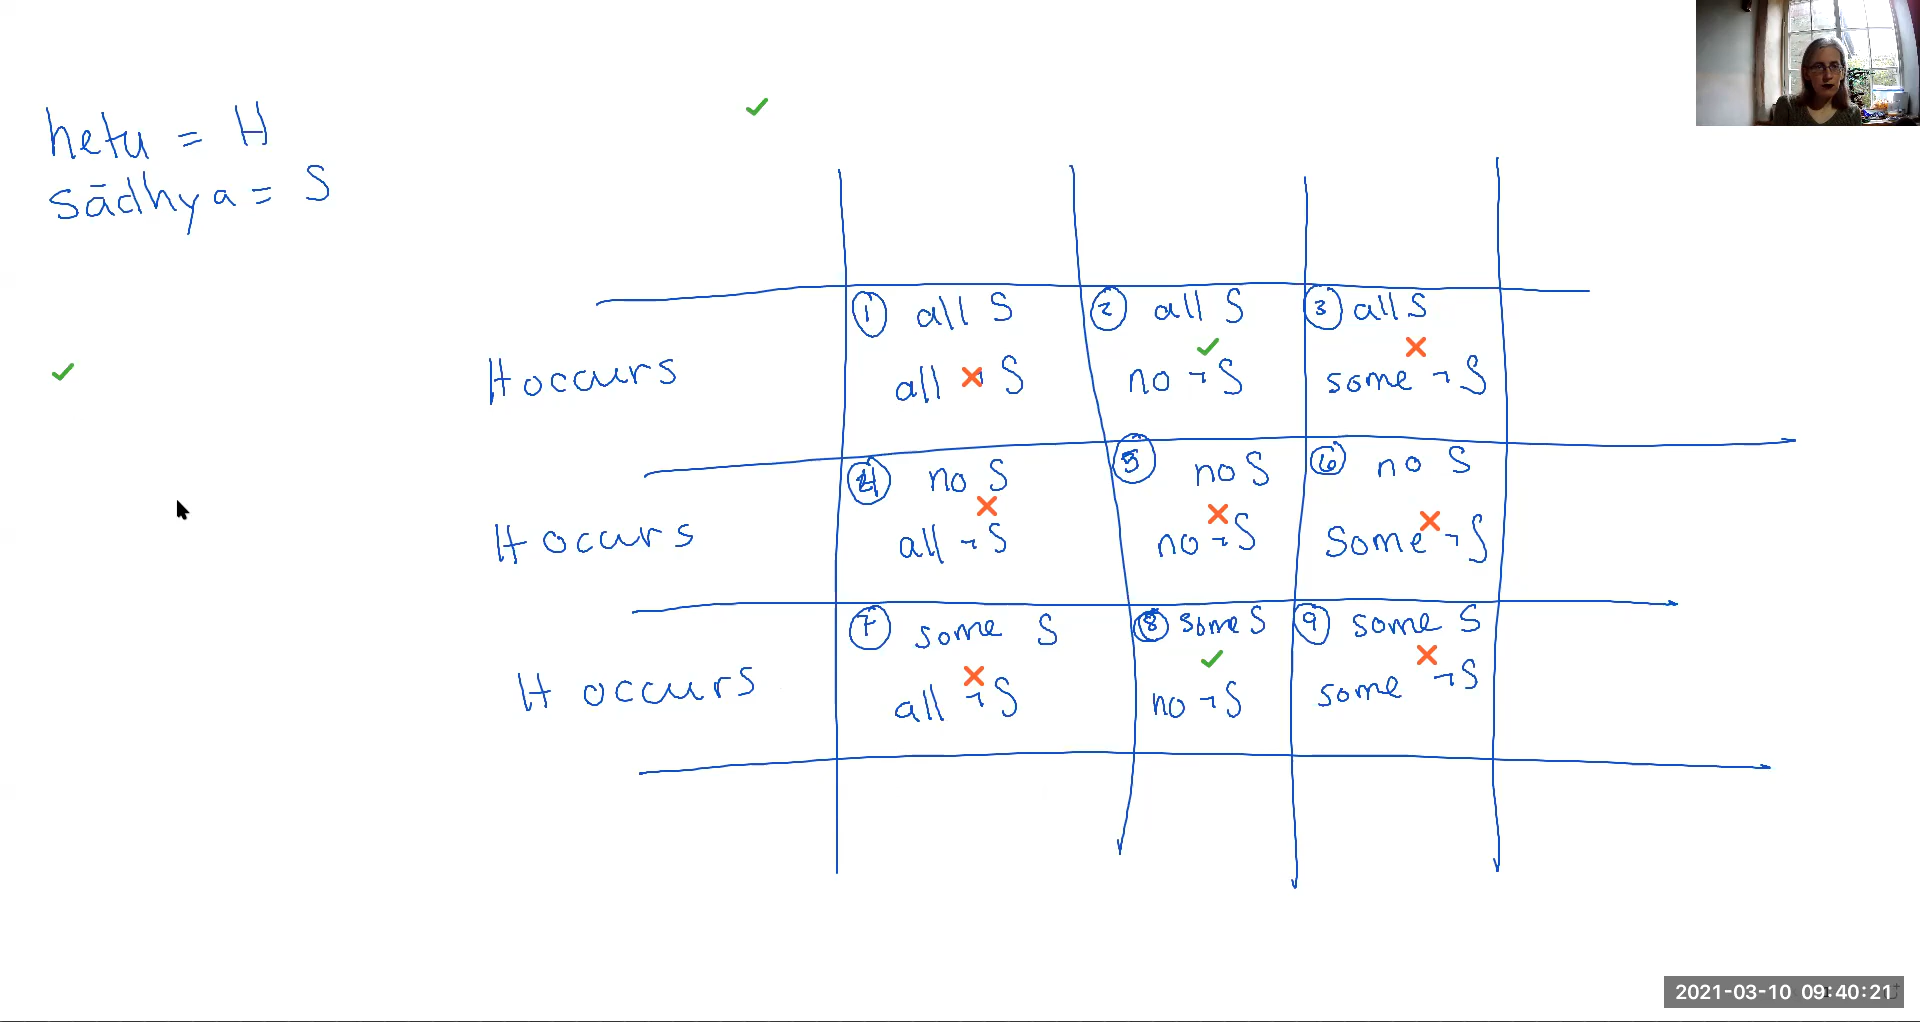 hetu = H
sādhya = S
① all S ② all S ③ all S
H occurs all ¬ S no ¬ S some ¬ S
④ no S ⑤ no S ⑥ no S
H occurs all ¬ S no ¬ S Some ¬ S
⑦ some S ⑧ some S ⑨ some S
H occurs all ¬ S no ¬ S some ¬ S
2021-03-10 09:40:21